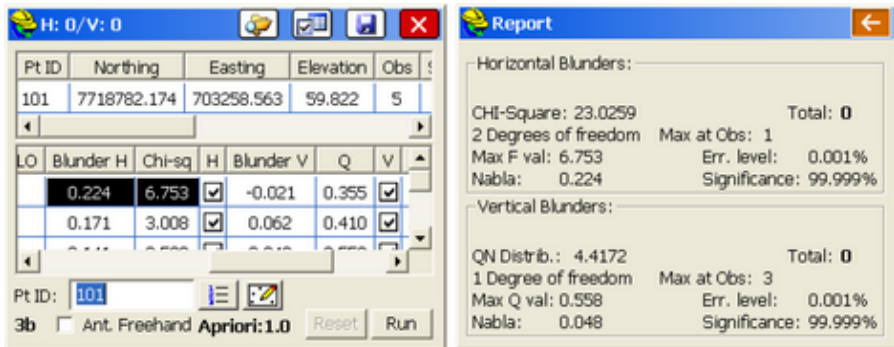 H: 0/V: 0
Pt ID Northing Easting Elevation Obs
101 7718782.174 703258.563 59.822 5
LO Blunder H Chi-sq H Blunder V Q V
0.224 6.753 -0.021 0.355
0.171 3.008 0.062 0.410
Pt ID: 101
3b Ant. Freehand Apriori:1.0 Reset Run
Report
Horizontal Blunders:
CHI-Square: 23.0259 Total: 0
2 Degrees of freedom Max at Obs: 1
Max F val: 6.753 Err. level: 0.001%
Nabla: 0.224 Significance: 99.999%
Vertical Blunders:
QN Distrib.: 4.4172 Total: 0
1 Degree of freedom Max at Obs: 3
Max Q val: 0.558 Err. level: 0.001%
Nabla: 0.048 Significance: 99.999%